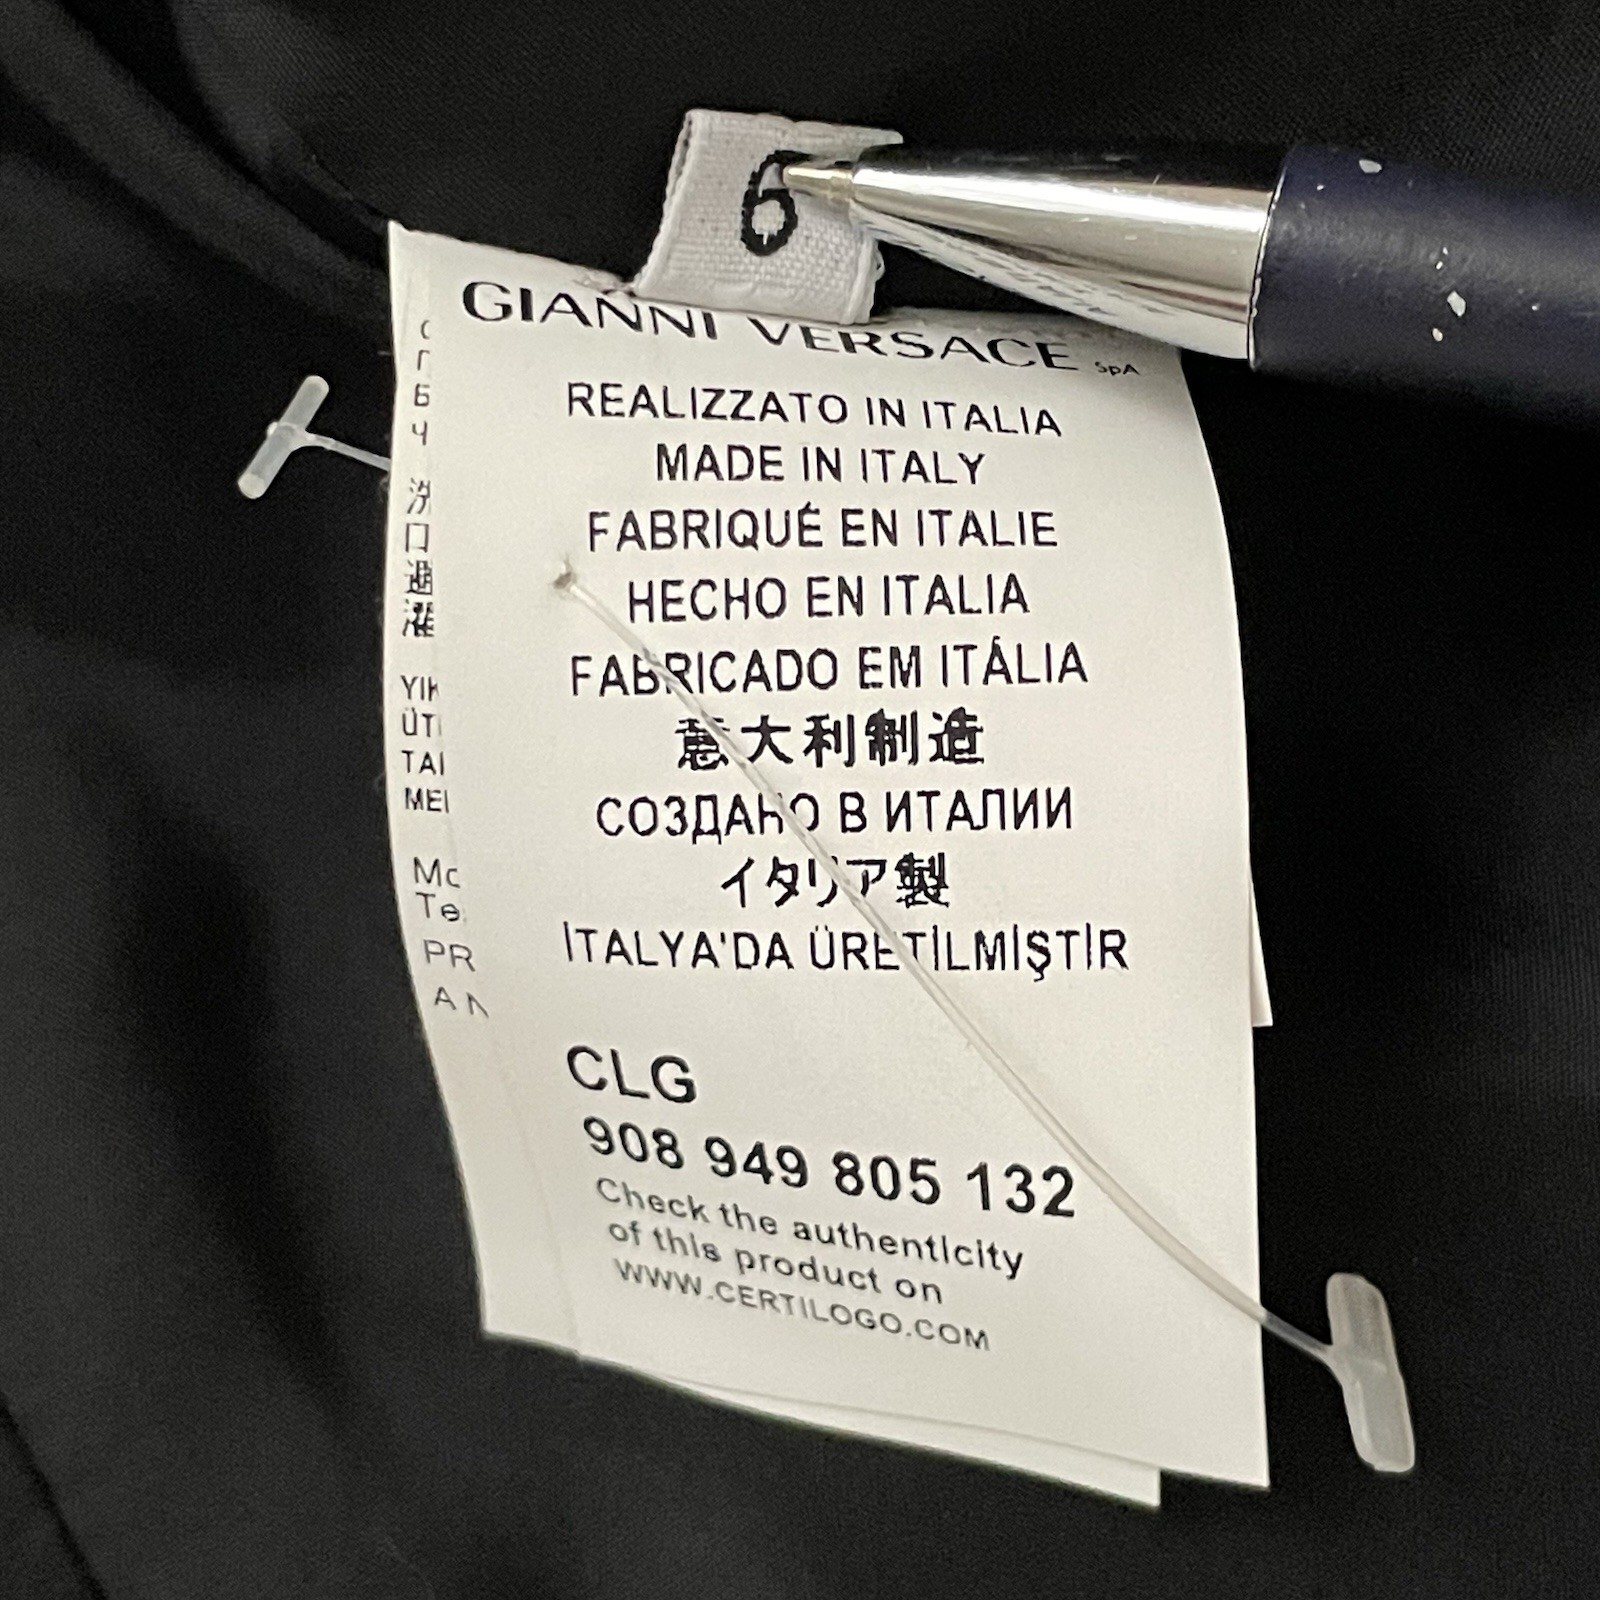 6
GIANNI VERSACE SpA
REALIZZATO IN ITALIA
MADE IN ITALY
FABRIQUÉ EN ITALIE
HECHO EN ITALIA
FABRICADO EM ITÁLIA
意大利制造
СОЗДАНО В ИТАЛИИ
イタリア製
İTALYA'DA ÜRETİLMİŞTİR
CLG
908 949 805 132
Check the authenticity
of this product on
WWW.CERTILOGO.COM